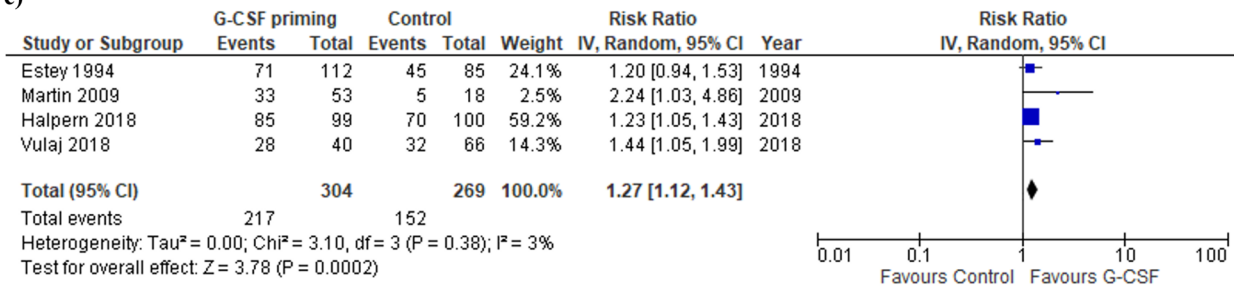 G-CSF priming Control Risk Ratio Risk Ratio
Study or Subgroup Events Total Events Total Weight IV, Random, 95% CI Year IV, Random, 95% CI
Estey 1994 71 112 45 85 24.1% 1.20 [0.94, 1.53] 1994
Martin 2009 33 53 5 18 2.5% 2.24 [1.03, 4.86] 2009
Halpern 2018 85 99 70 100 59.2% 1.23 [1.05, 1.43] 2018
Vulaj 2018 28 40 32 66 14.3% 1.44 [1.05, 1.99] 2018
Total (95% CI) 304 269 100.0% 1.27 [1.12, 1.43]
Total events 217 152
Heterogeneity: Tau² = 0.00; Chi² = 3.10, df = 3 (P = 0.38); I² = 3%
Test for overall effect: Z = 3.78 (P = 0.0002)
0.01 0.1 1 10 100
Favours Control Favours G-CSF